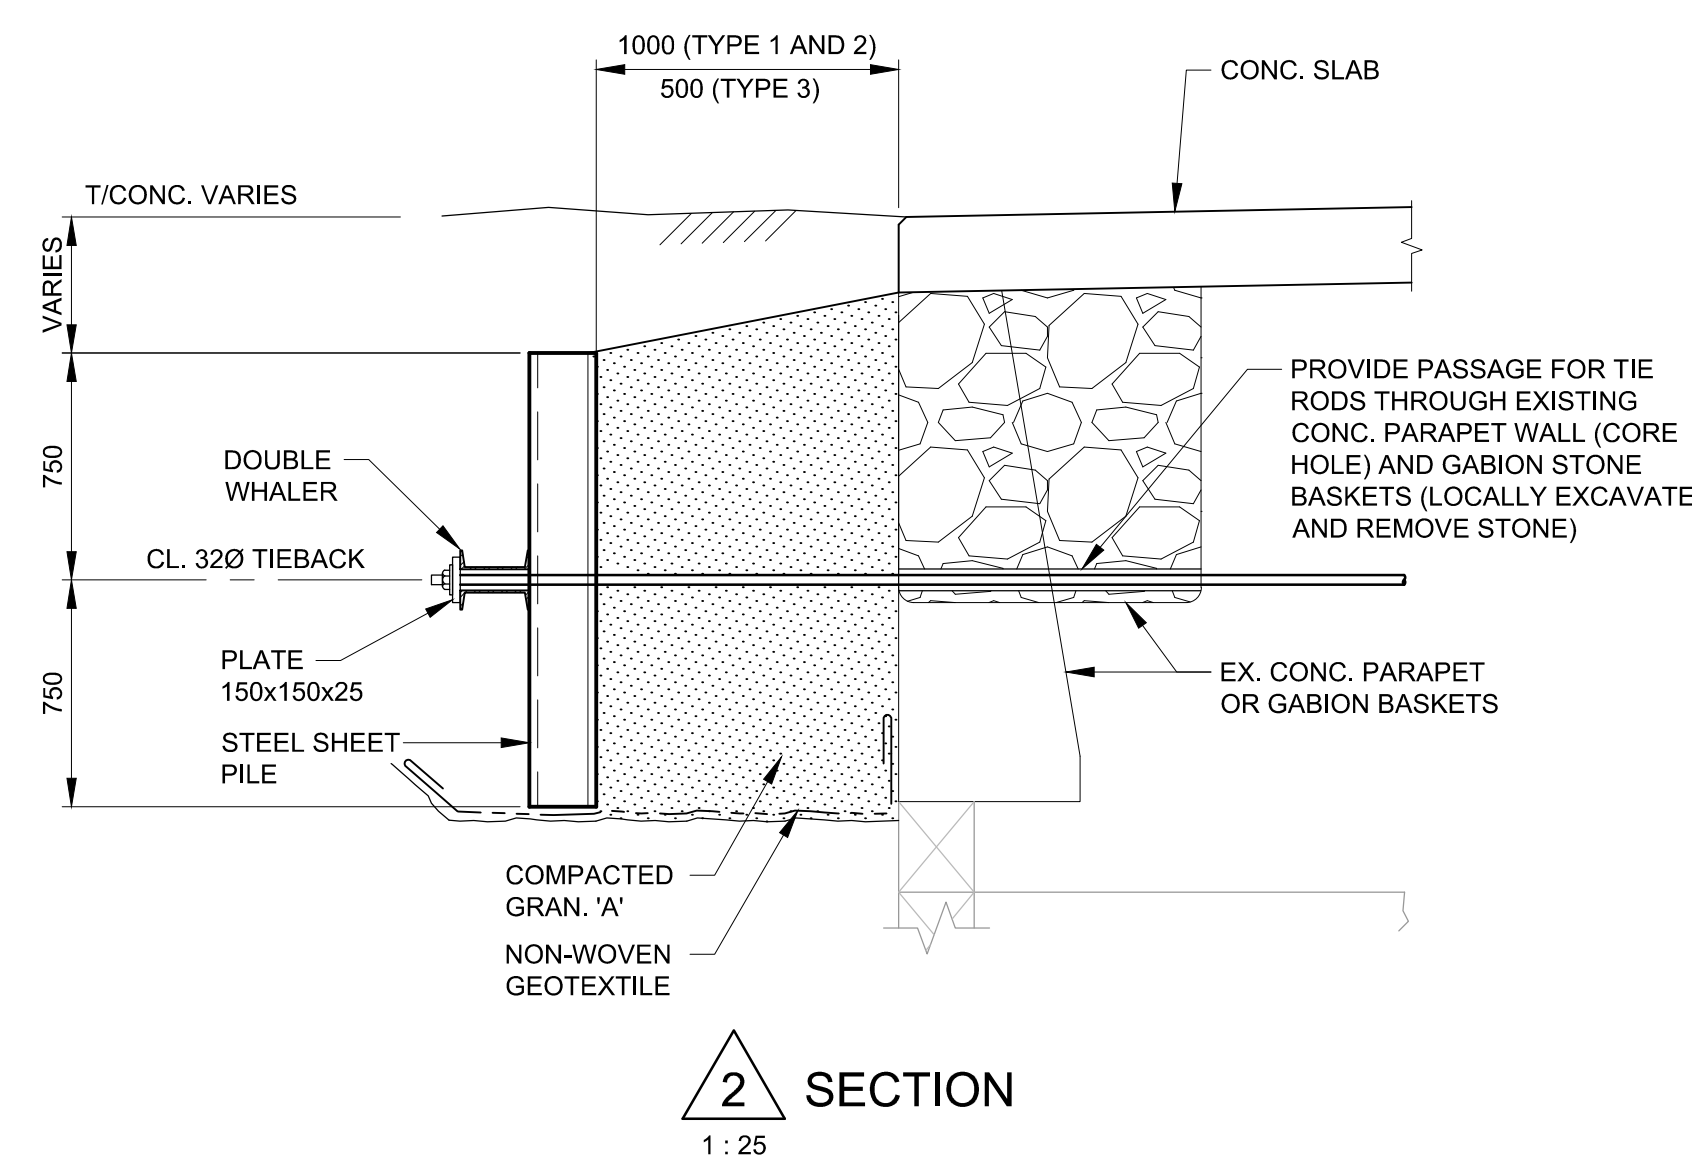 1000 (TYPE 1 AND 2)
500 (TYPE 3)
CONC. SLAB
T/CONC. VARIES
VARIES
PROVIDE PASSAGE FOR TIE
RODS THROUGH EXISTING
CONC. PARAPET WALL (CORE
HOLE) AND GABION STONE
BASKETS (LOCALLY EXCAVATE
AND REMOVE STONE)
750
DOUBLE
WHALER
CL. 32Ø TIEBACK
PLATE
150x150x25
750
EX. CONC. PARAPET
OR GABION BASKETS
STEEL SHEET
PILE
COMPACTED
GRAN. 'A'
NON-WOVEN
GEOTEXTILE
2 SECTION
1 : 25